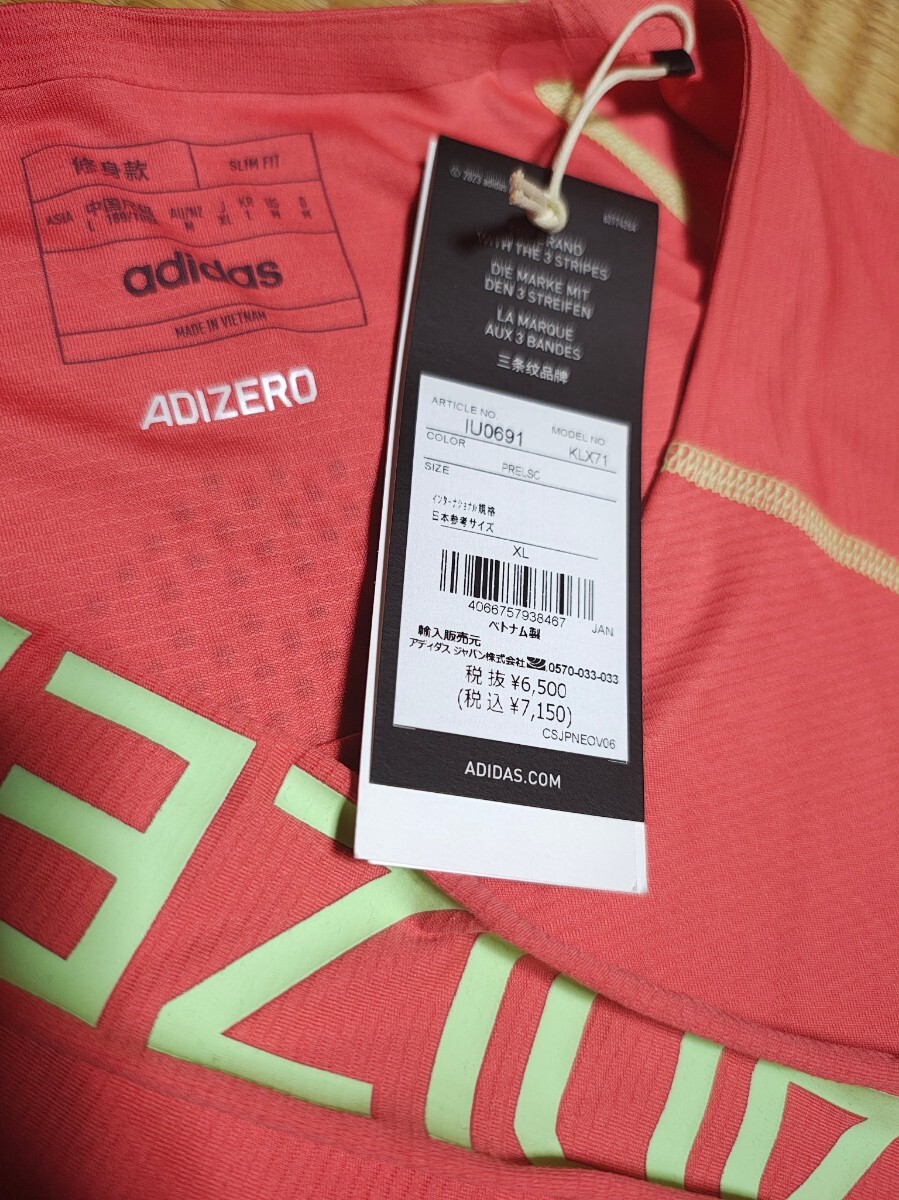 修身款
SLIM FIT
ASIA L
中国/CHN
AU/NZ M
J XL
KR L
US M
D M
adidas
MADE IN VIETNAM
ADIZERO
© 2023 adidas
WITH THE 3 STRIPES
DIE MARKE MIT
DEN 3 STREIFEN
LA MARQUE
AUX 3 BANDES
三条纹品牌
ARTICLE NO.
IU0691
MODEL NO.
KLX71
COLOR
PRELSC
SIZE
インターナショナル規格
日本参考サイズ
XL
4066757938467
JAN
ベトナム製
輸入販売元
アディダス ジャパン株式会社 0570-033-033
税抜 ¥6,500
(税込 ¥7,150)
CSJPNEOV06
ADIDAS.COM